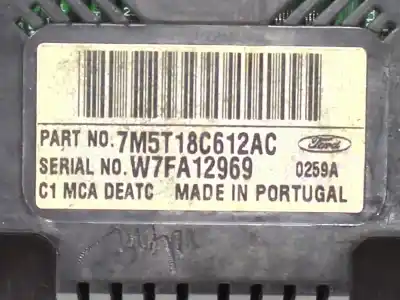 PART NO. 7M5T18C612AC Ford
SERIAL NO. W7FA12969 0259A
C1 MCA DEATC MADE IN PORTUGAL